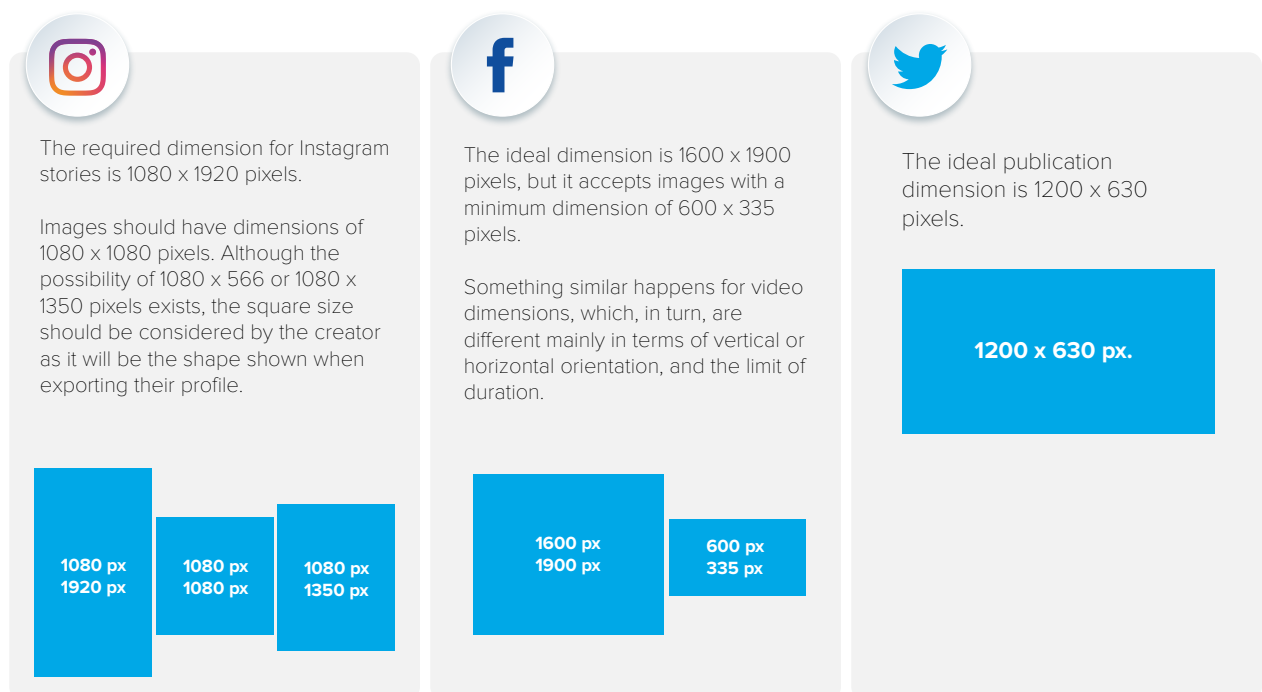 The required dimension for Instagram
stories is 1080 x 1920 pixels.
Images should have dimensions of
1080 x 1080 pixels. Although the
possibility of 1080 x 566 or 1080 x
1350 pixels exists, the square size
should be considered by the creator
as it will be the shape shown when
exporting their profile.
1080 px
1920 px
1080 px
1080 px
1080 px
1350 px
The ideal dimension is 1600 x 1900
pixels, but it accepts images with a
minimum dimension of 600 x 335
pixels.
Something similar happens for video
dimensions, which, in turn, are
different mainly in terms of vertical or
horizontal orientation, and the limit of
duration.
1600 px
1900 px
600 px
335 px
The ideal publication
dimension is 1200 x 630
pixels.
1200 x 630 px.